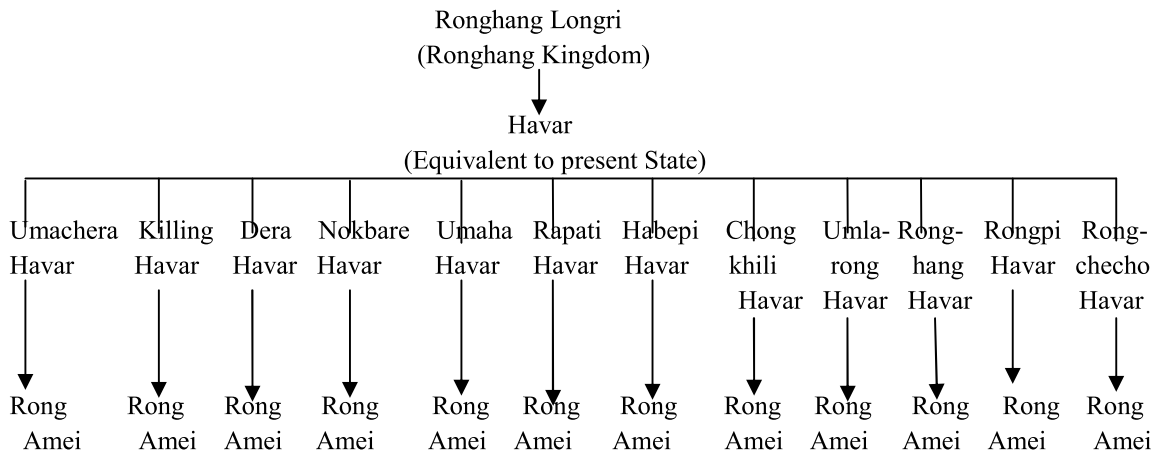 Ronghang Longri
(Ronghang Kingdom)
Havar
(Equivalent to present State)
Umachera Killing Dera Nokbare Umaha Rapati Habepi Chong Umla- Rong- Rongpi Rong-
Havar Havar Havar Havar Havar Havar Havar khili rong hang Havar checho
Havar Havar Havar Havar
Rong Rong Rong Rong Rong Rong Rong Rong Rong Rong Rong Rong
Amei Amei Amei Amei Amei Amei Amei Amei Amei Amei Amei Amei